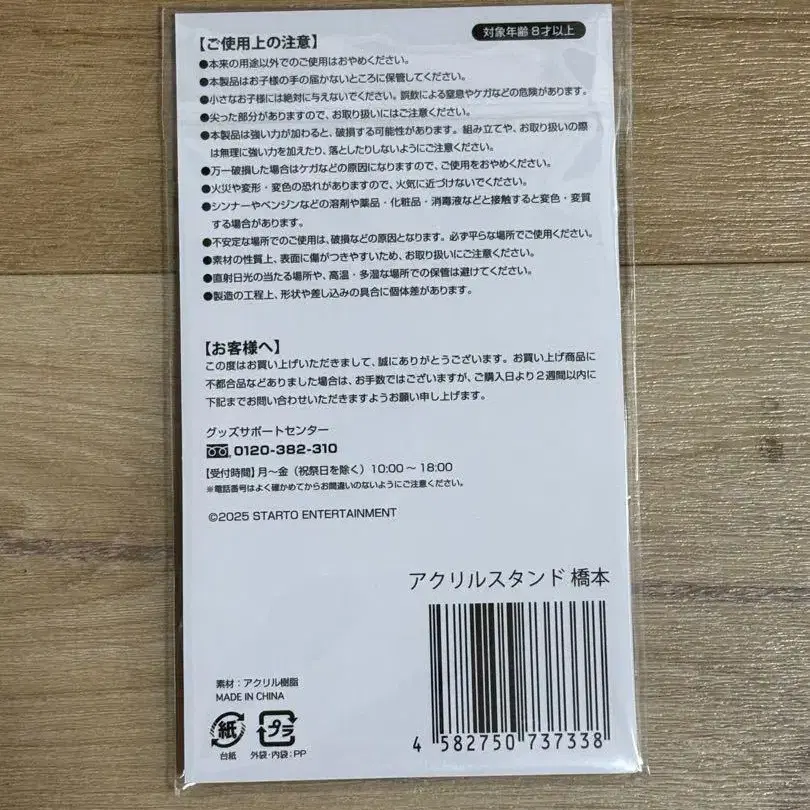 【ご使用上の注意】
対象年齢8才以上
●本来の用途以外でのご使用はおやめください。
●本製品はお子様の手の届かないところに保管してください。
●小さなお子様には絶対に与えないでください。誤飲による窒息やケガなどの危険があります。
●尖った部分がありますので、お取り扱いにはご注意ください。
●本製品は強い力が加わると、破損する可能性があります。組み立てや、お取り扱いの際
は無理に強い力を加えたり、落としたりしないようにご注意ください。
●万一破損した場合はケガなどの原因になりますので、ご使用をおやめください。
●火災や変形・変色の恐れがありますので、火気に近づけないでください。
●シンナーやベンジンなどの溶剤や薬品・化粧品・消毒液などと接触すると変色・変質
する場合があります。
●不安定な場所でのご使用は、破損などの原因となります。必ず平らな場所でご使用ください。
●素材の性質上、表面に傷がつきやすいため、お取り扱いにご注意ください。
●直射日光の当たる場所や、高温・多湿な場所での保管は避けてください。
●製造の工程上、形状や差し込みの具合に個体差があります。
【お客様へ】
この度はお買い上げいただきまして、誠にありがとうございます。お買い上げ商品に
不都合品などありました場合は、お手数ではございますが、ご購入日より2週間以内に
下記までお問い合わせいただきますようお願い申し上げます。
グッズサポートセンター
0120-382-310
【受付時間】月～金（祝祭日を除く）10:00～18:00
※電話番号はよく確かめてからお間違いのないようにご注意ください。
©2025 STARTO ENTERTAINMENT
アクリルスタンド 橋本
素材：アクリル樹脂
MADE IN CHINA
紙 プラ
台紙 外袋・内袋：PP
4 582750 737338